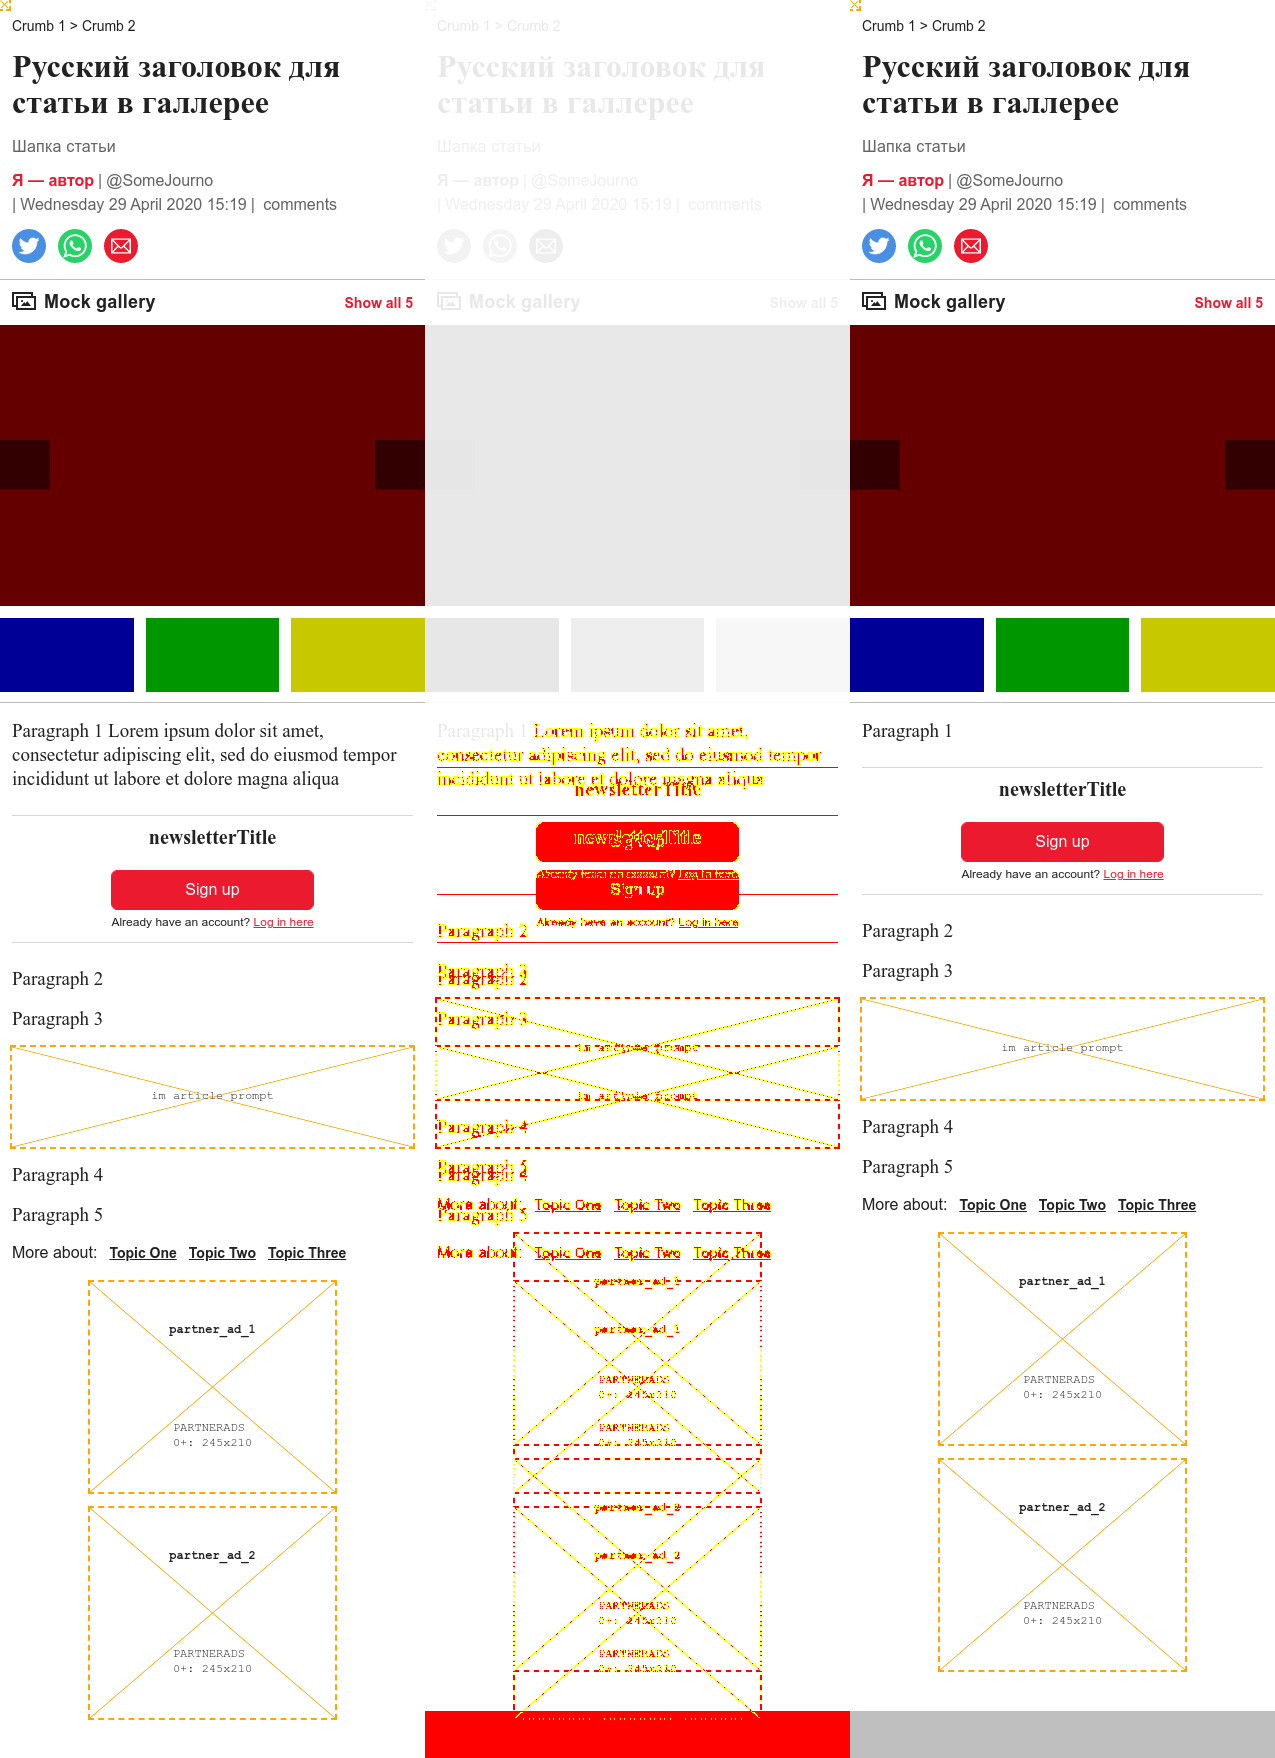 Crumb 1 > Crumb 2
Русский заголовок для
статьи в галлерее
Шапка статьи
Я — автор | @SomeJourno
| Wednesday 29 April 2020 15:19 | comments
Mock gallery Show all 5
Paragraph 1 Lorem ipsum dolor sit amet,
consectetur adipiscing elit, sed do eiusmod tempor
incididunt ut labore et dolore magna aliqua
newsletterTitle
Sign up
Already have an account? Log in here
Paragraph 2
Paragraph 3
im article prompt
Paragraph 4
Paragraph 5
More about: Topic One Topic Two Topic Three
partner_ad_1
PARTNERADS
0+: 245x210
partner_ad_2
PARTNERADS
0+: 245x210
Crumb 1 > Crumb 2
Русский заголовок для
статьи в галлерее
Шапка статьи
Я — автор | @SomeJourno
| Wednesday 29 April 2020 15:19 | comments
Mock gallery Show all 5
Paragraph 1 Lorem ipsum dolor sit amet,
consectetur adipiscing elit, sed do eiusmod tempor
incididunt ut labore et dolore magna aliqua
newsletterTitle
newsletterTitle
Already have an account? Log in here
Sign up
Already have an account? Log in here
Paragraph 2
Paragraph 3
Paragraph 2
Paragraph 3
im article prompt
im article prompt
Paragraph 4
Paragraph 5
Paragraph 4
More about: Topic One Topic Two Topic Three
Paragraph 5
More about: Topic One Topic Two Topic Three
partner_ad_1
partner_ad_1
PARTNERADS
0+: 245x210
PARTNERADS
0+: 245x210
partner_ad_2
partner_ad_2
PARTNERADS
0+: 245x210
PARTNERADS
0+: 245x210
Crumb 1 > Crumb 2
Русский заголовок для
статьи в галлерее
Шапка статьи
Я — автор | @SomeJourno
| Wednesday 29 April 2020 15:19 | comments
Mock gallery Show all 5
Paragraph 1
newsletterTitle
Sign up
Already have an account? Log in here
Paragraph 2
Paragraph 3
im article prompt
Paragraph 4
Paragraph 5
More about: Topic One Topic Two Topic Three
partner_ad_1
PARTNERADS
0+: 245x210
partner_ad_2
PARTNERADS
0+: 245x210